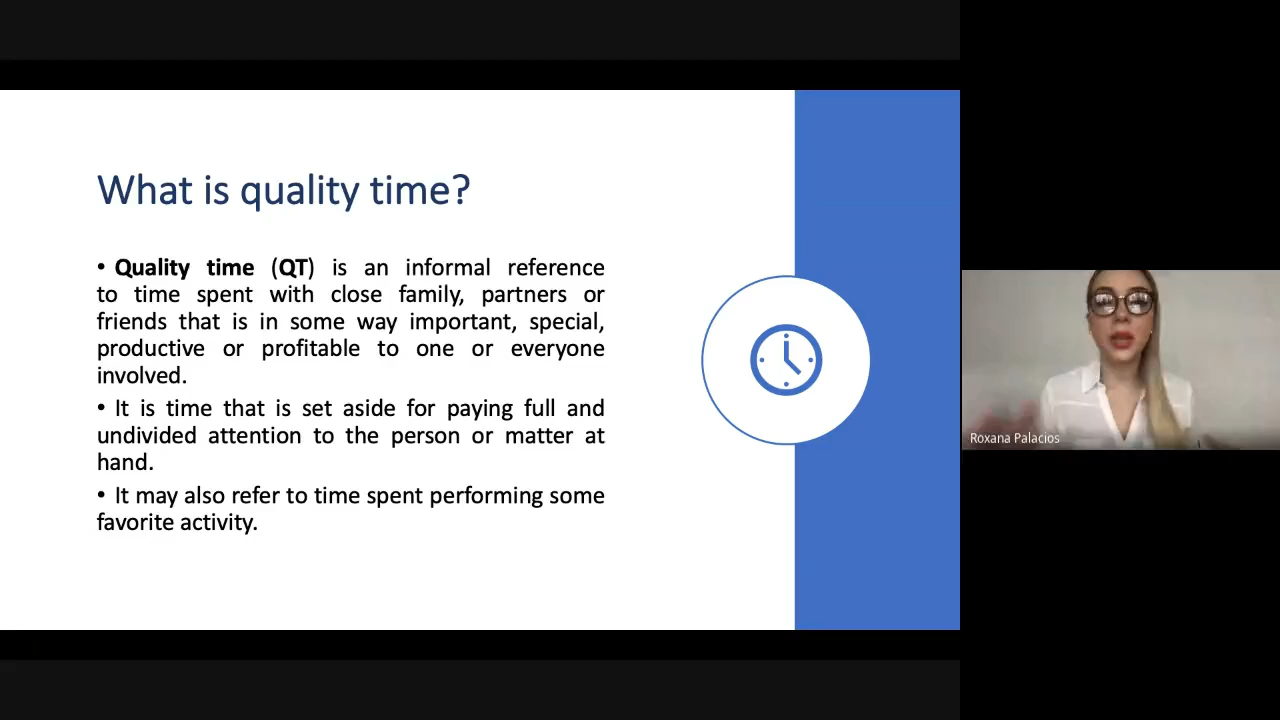 What is quality time?
• Quality time (QT) is an informal reference
to time spent with close family, partners or
friends that is in some way important, special,
productive or profitable to one or everyone
involved.
• It is time that is set aside for paying full and
undivided attention to the person or matter at
hand.
• It may also refer to time spent performing some
favorite activity.
Roxana Palacios